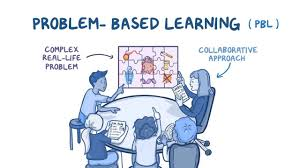 PROBLEM- BASED LEARNING (PBL)
COMPLEX
REAL-LIFE
PROBLEM
COLLABORATIVE
APPROACH